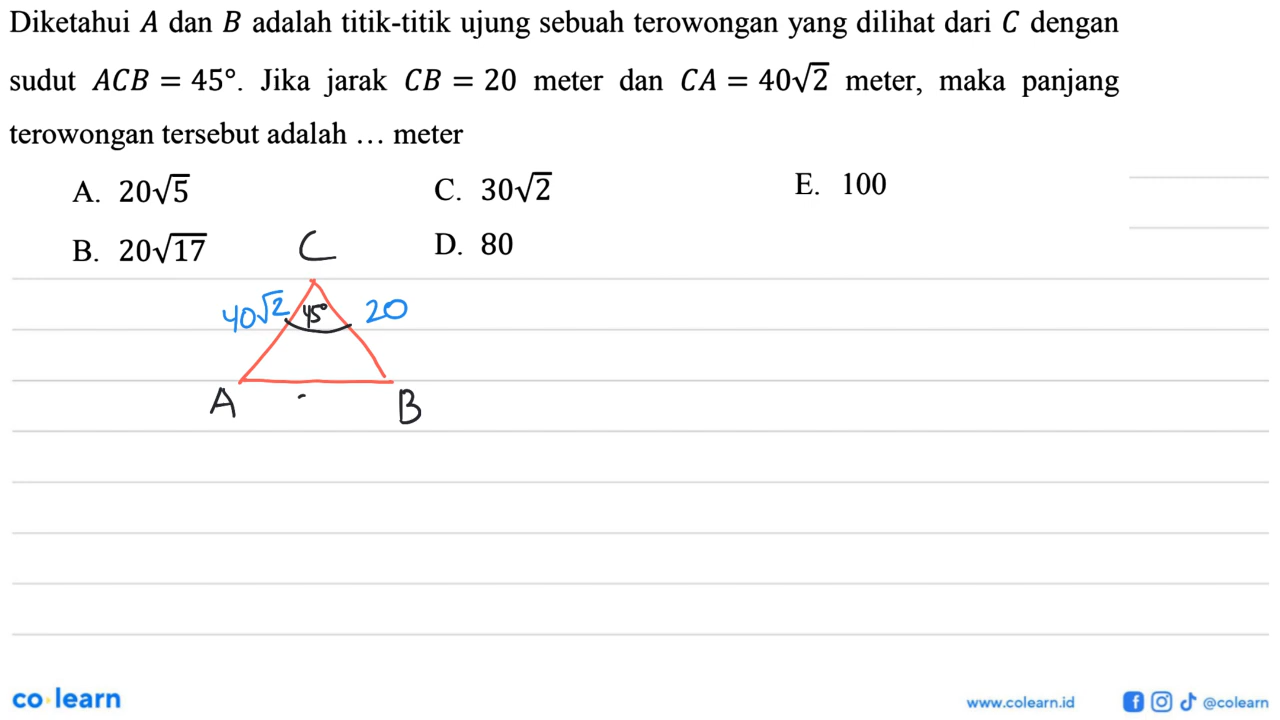 Diketahui A dan B adalah titik-titik ujung sebuah terowongan yang dilihat dari C dengan
sudut ACB = 45°. Jika jarak CB = 20 meter dan CA = 40√2 meter, maka panjang
terowongan tersebut adalah … meter
A. 20√5
C. 30√2
E. 100
B. 20√17
D. 80
C
40√2 45° 20
A B
co learn
www.colearn.id @colearn